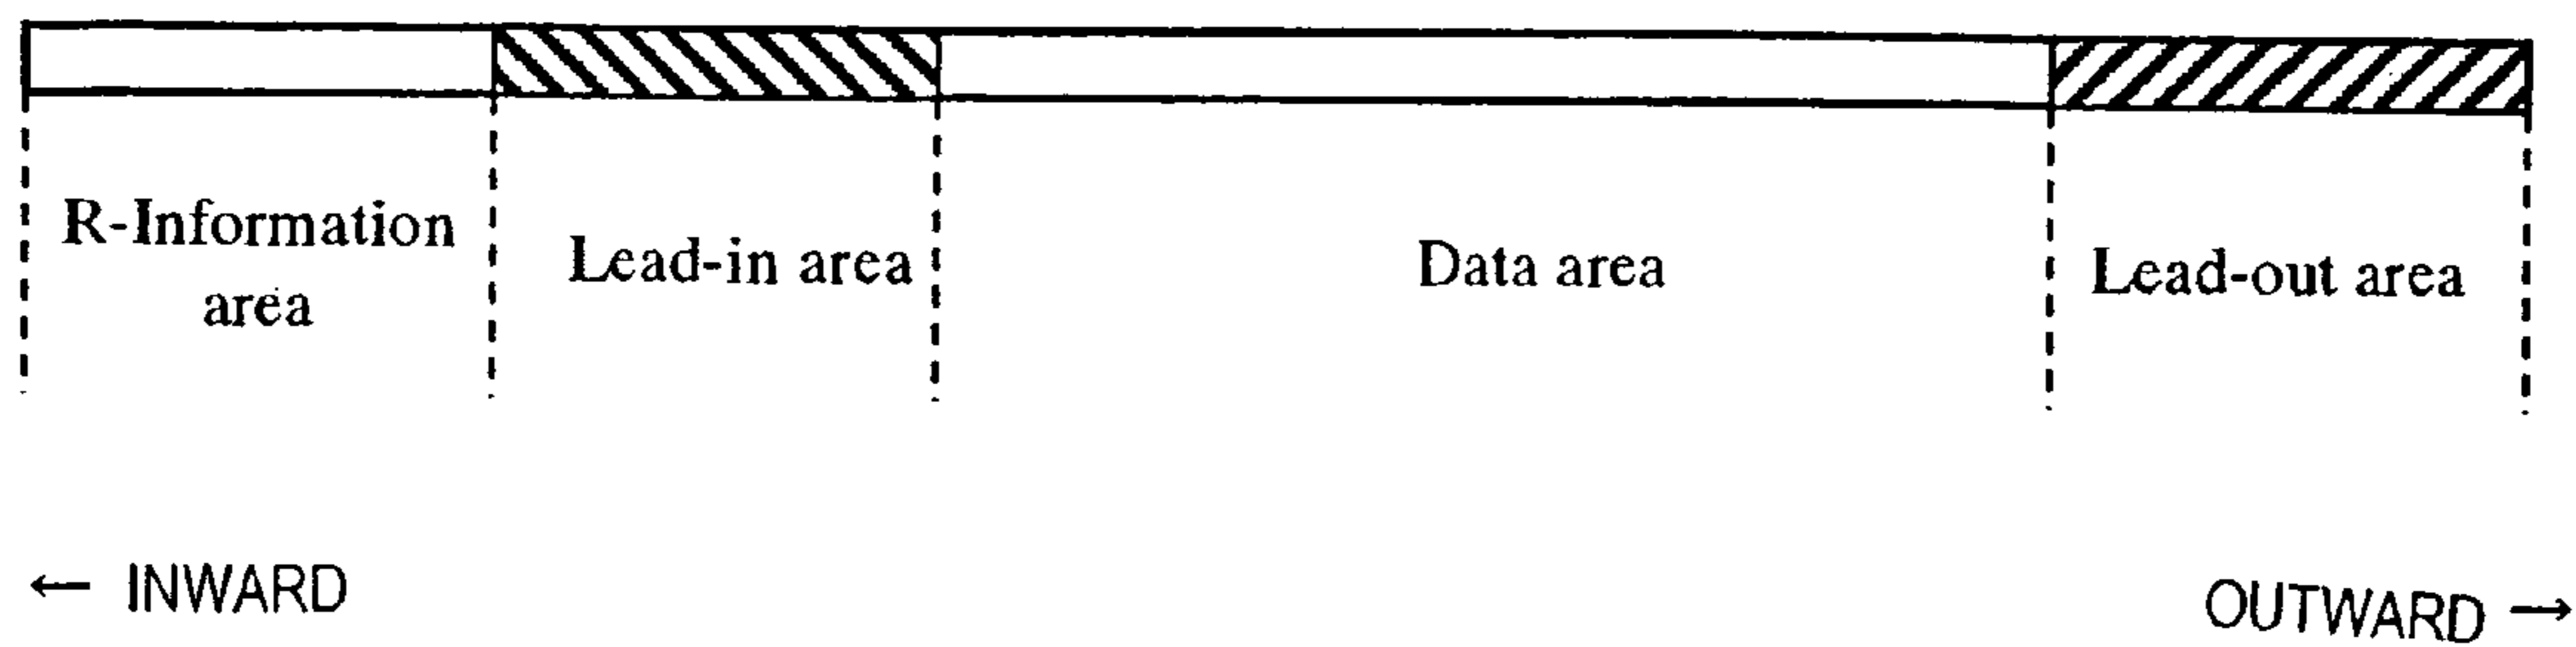 R-Information
area
Lead-in area
Data area
Lead-out area
← INWARD
OUTWARD →